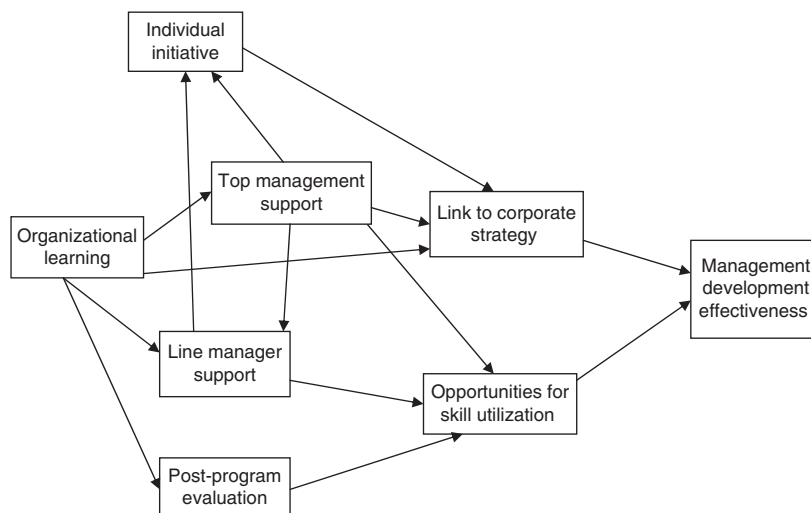 Individual
initiative
Top management
support
Organizational
learning
Link to corporate
strategy
Management
development
effectiveness
Line manager
support
Opportunities for
skill utilization
Post-program
evaluation